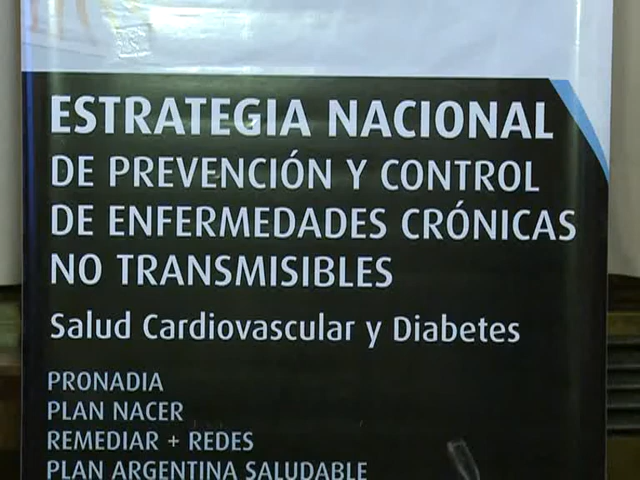 ESTRATEGIA NACIONAL
DE PREVENCIÓN Y CONTROL
DE ENFERMEDADES CRÓNICAS
NO TRANSMISIBLES
Salud Cardiovascular y Diabetes
PRONADIA
PLAN NACER
REMEDIAR + REDES
PLAN ARGENTINA SALUDABLE